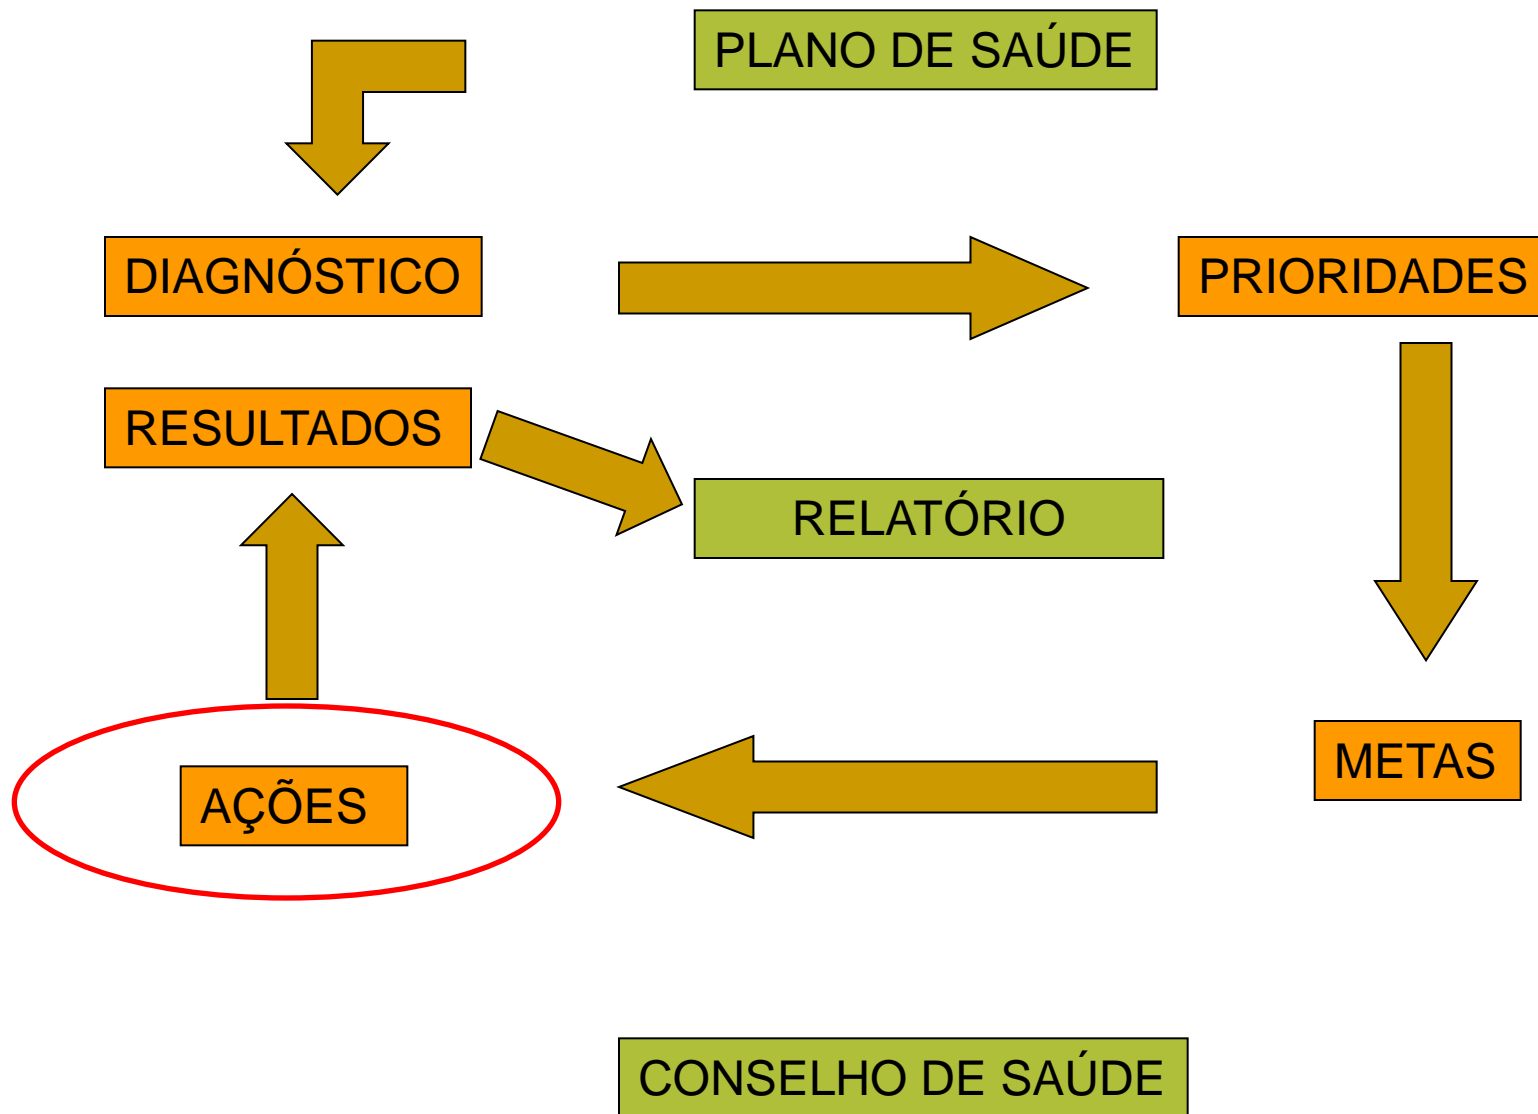 PLANO DE SAÚDE
DIAGNÓSTICO
PRIORIDADES
RESULTADOS
RELATÓRIO
METAS
AÇÕES
CONSELHO DE SAÚDE